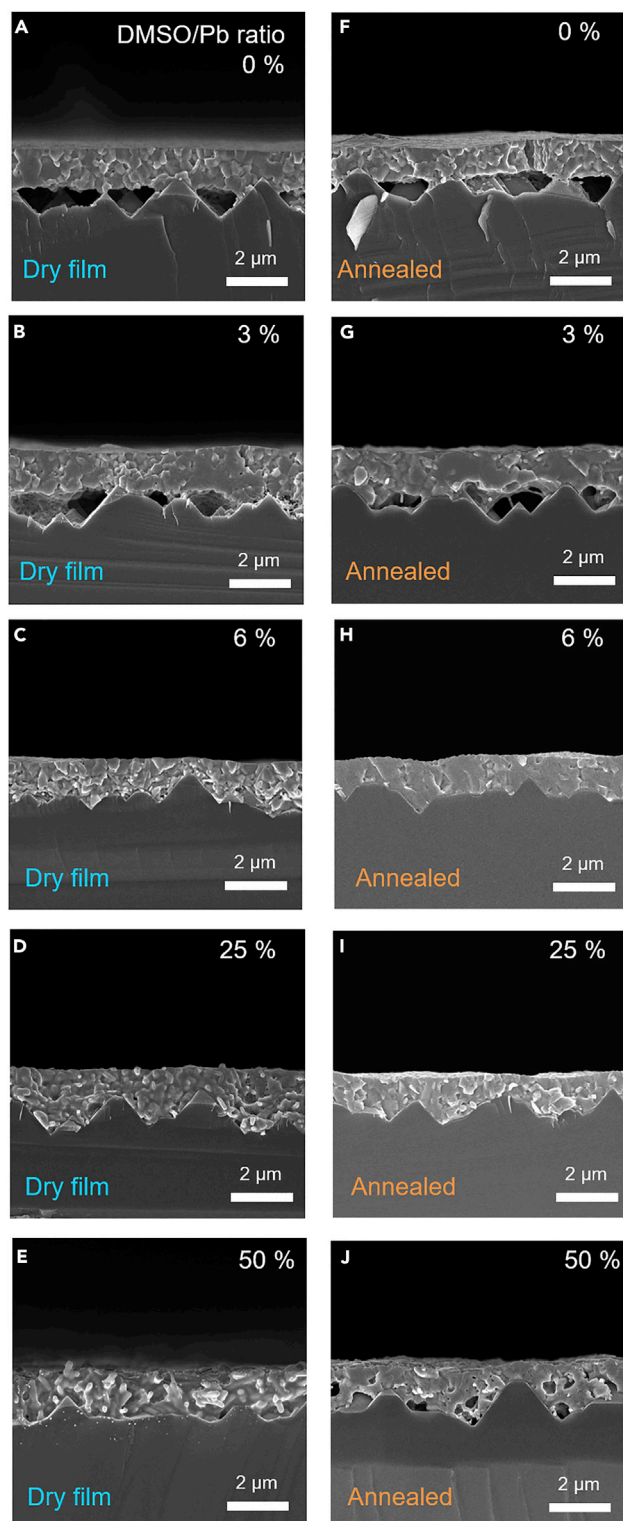 A
DMSO/Pb ratio
0 %
Dry film
2 µm
F
0 %
Annealed
2 µm
B
3 %
Dry film
2 µm
G
3 %
Annealed
2 µm
C
6 %
Dry film
2 µm
H
6 %
Annealed
2 µm
D
25 %
Dry film
2 µm
I
25 %
Annealed
2 µm
E
50 %
Dry film
2 µm
J
50 %
Annealed
2 µm